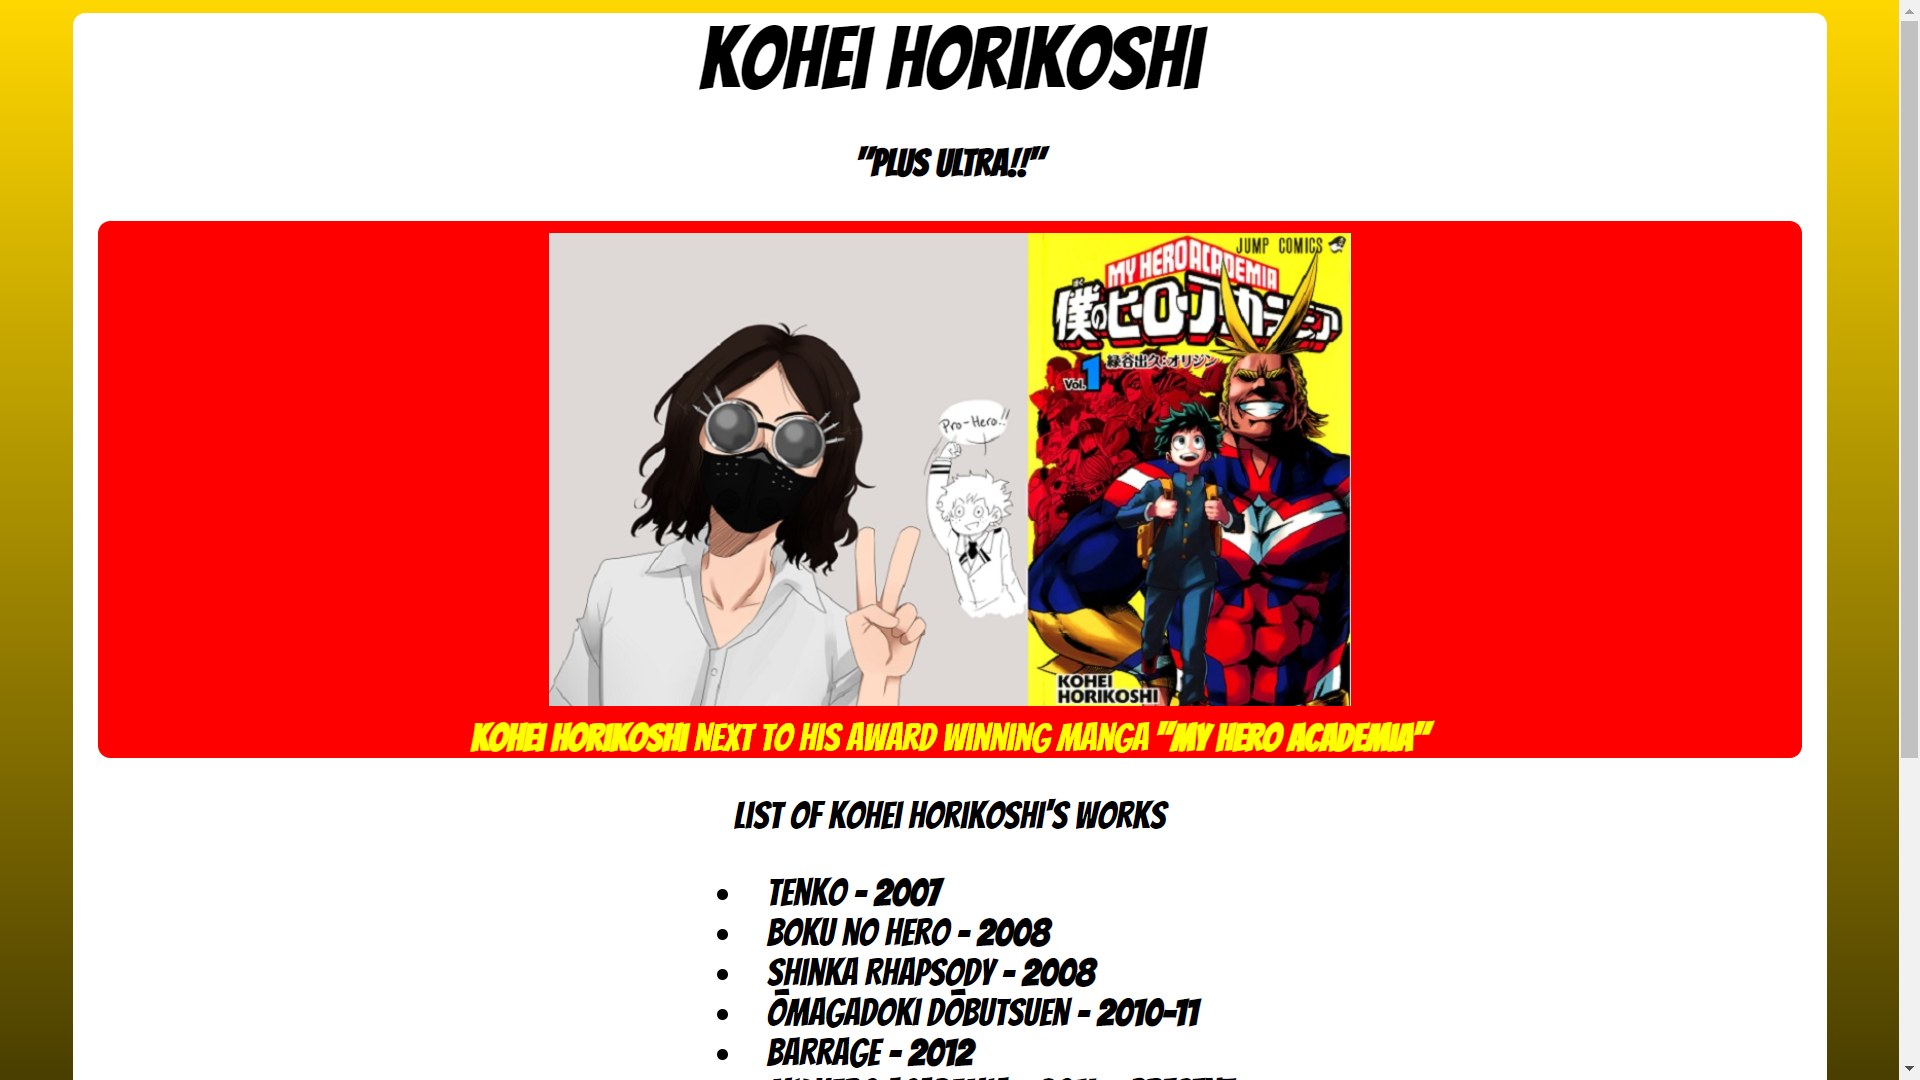 KOHEI HORIKOSHI
"PLUS ULTRA!!"
JUMP COMICS
MY HERO ACADEMIA
僕のヒーローアカデミア
Vol.1 緑谷出久:オリジン
Pro-Hero!!
KOHEI
HORIKOSHI
KOHEI HORIKOSHI NEXT TO HIS AWARD WINNING MANGA "MY HERO ACADEMIA"
LIST OF KOHEI HORIKOSHI'S WORKS
• TENKO - 2007
• BOKU NO HERO - 2008
• SHINKA RHAPSODY - 2008
• ŌMAGADOKI DŌBUTSUEN - 2010-11
• BARRAGE - 2012